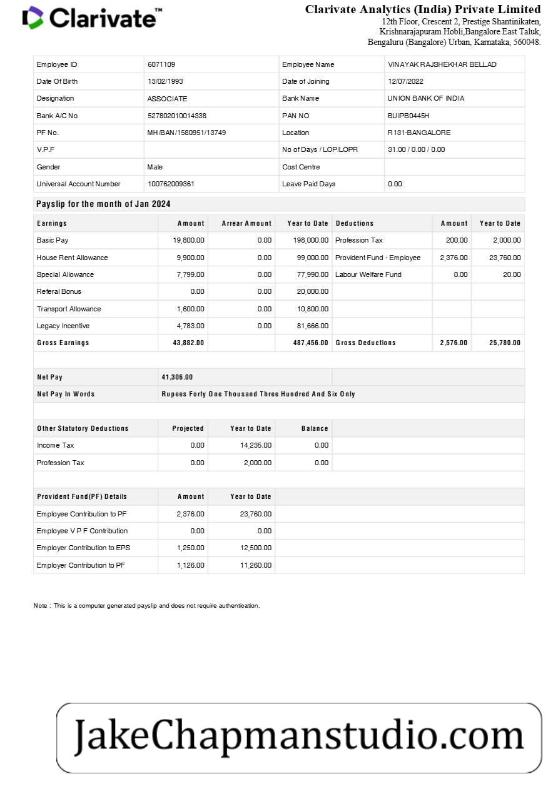 Clarivate™
Clarivate Analytics (India) Private Limited
12th Floor, Crescent 2, Prestige Shantiniketan,
Krishnarajapuram Hobli,Bangalore East Taluk,
Bengaluru (Bangalore) Urban, Karnataka, 560048.
Employee ID 6071109 Employee Name VINAYAK RAJSHEKHAR BELLAD
Date Of Birth 13/02/1993 Date of Joining 12/07/2022
Designation ASSOCIATE Bank Name UNION BANK OF INDIA
Bank A/C No 527802010014338 PAN NO BUIPB0445H
PF No. MH/BAN/1580951/13749 Location R131-BANGALORE
V.P.F No of Days / LOP/LOPR 31.00 / 0.00 / 0.00
Gender Male Cost Centre
Universal Account Number 100762009361 Leave Paid Days 0.00
Payslip for the month of Jan 2024
Earnings Amount Arrear Amount Year to Date Deductions Amount Year to Date
Basic Pay 19,800.00 0.00 198,000.00 Profession Tax 200.00 2,000.00
House Rent Allowance 9,900.00 0.00 99,000.00 Provident Fund - Employee 2,376.00 23,760.00
Special Allowance 7,799.00 0.00 77,990.00 Labour Welfare Fund 0.00 20.00
Referal Bonus 0.00 0.00 20,000.00
Transport Allowance 1,600.00 0.00 10,800.00
Legacy Incentive 4,783.00 0.00 81,666.00
Gross Earnings 43,882.00 487,456.00 Gross Deductions 2,576.00 25,780.00
Net Pay 41,306.00
Net Pay In Words Rupees Forty One Thousand Three Hundred And Six Only
Other Statutory Deductions Projected Year to Date Balance
Income Tax 0.00 14,235.00 0.00
Profession Tax 0.00 2,000.00 0.00
Provident Fund(PF) Details Amount Year to Date
Employee Contribution to PF 2,376.00 23,760.00
Employee V P F Contribution 0.00 0.00
Employer Contribution to EPS 1,250.00 12,500.00
Employer Contribution to PF 1,126.00 11,260.00
Note : This is a computer generated payslip and does not require authentication.
JakeChapmanstudio.com